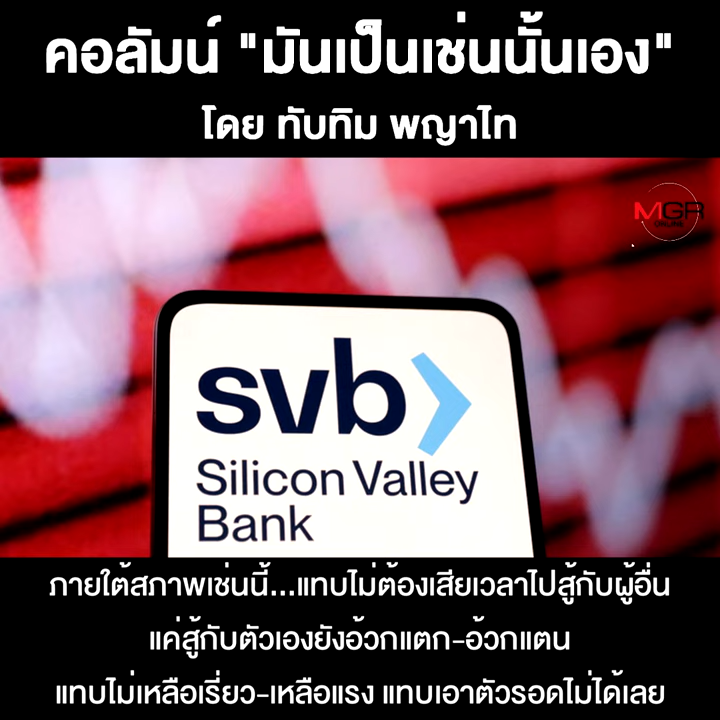 คอลัมน์ "มันเป็นเช่นนั้นเอง"
โดย ทับทิม พญาไท
MGR
ONLINE
svb
Silicon Valley
Bank
ภายใต้สภาพเช่นนี้...แทบไม่ต้องเสียเวลาไปสู้กับผู้อื่น
แค่สู้กับตัวเองยังอ้วกแตก-อ้วกแตน
แทบไม่เหลือเรี่ยว-เหลือแรง แทบเอาตัวรอดไม่ได้เลย